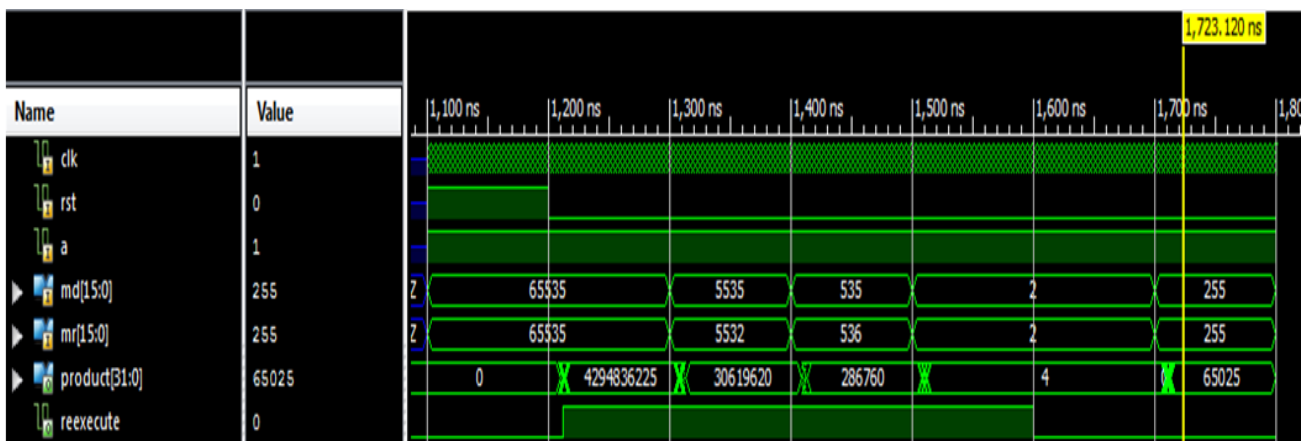 1,723.120 ns
Name Value
1,100 ns 1,200 ns 1,300 ns 1,400 ns 1,500 ns 1,600 ns 1,700 ns 1,80
clk 1
rst 0
a 1
md[15:0] 255 Z 65535 5535 535 2 255
mr[15:0] 255 Z 65535 5532 536 2 255
product[31:0] 65025 0 4294836225 30619620 286760 4 65025
reexecute 0